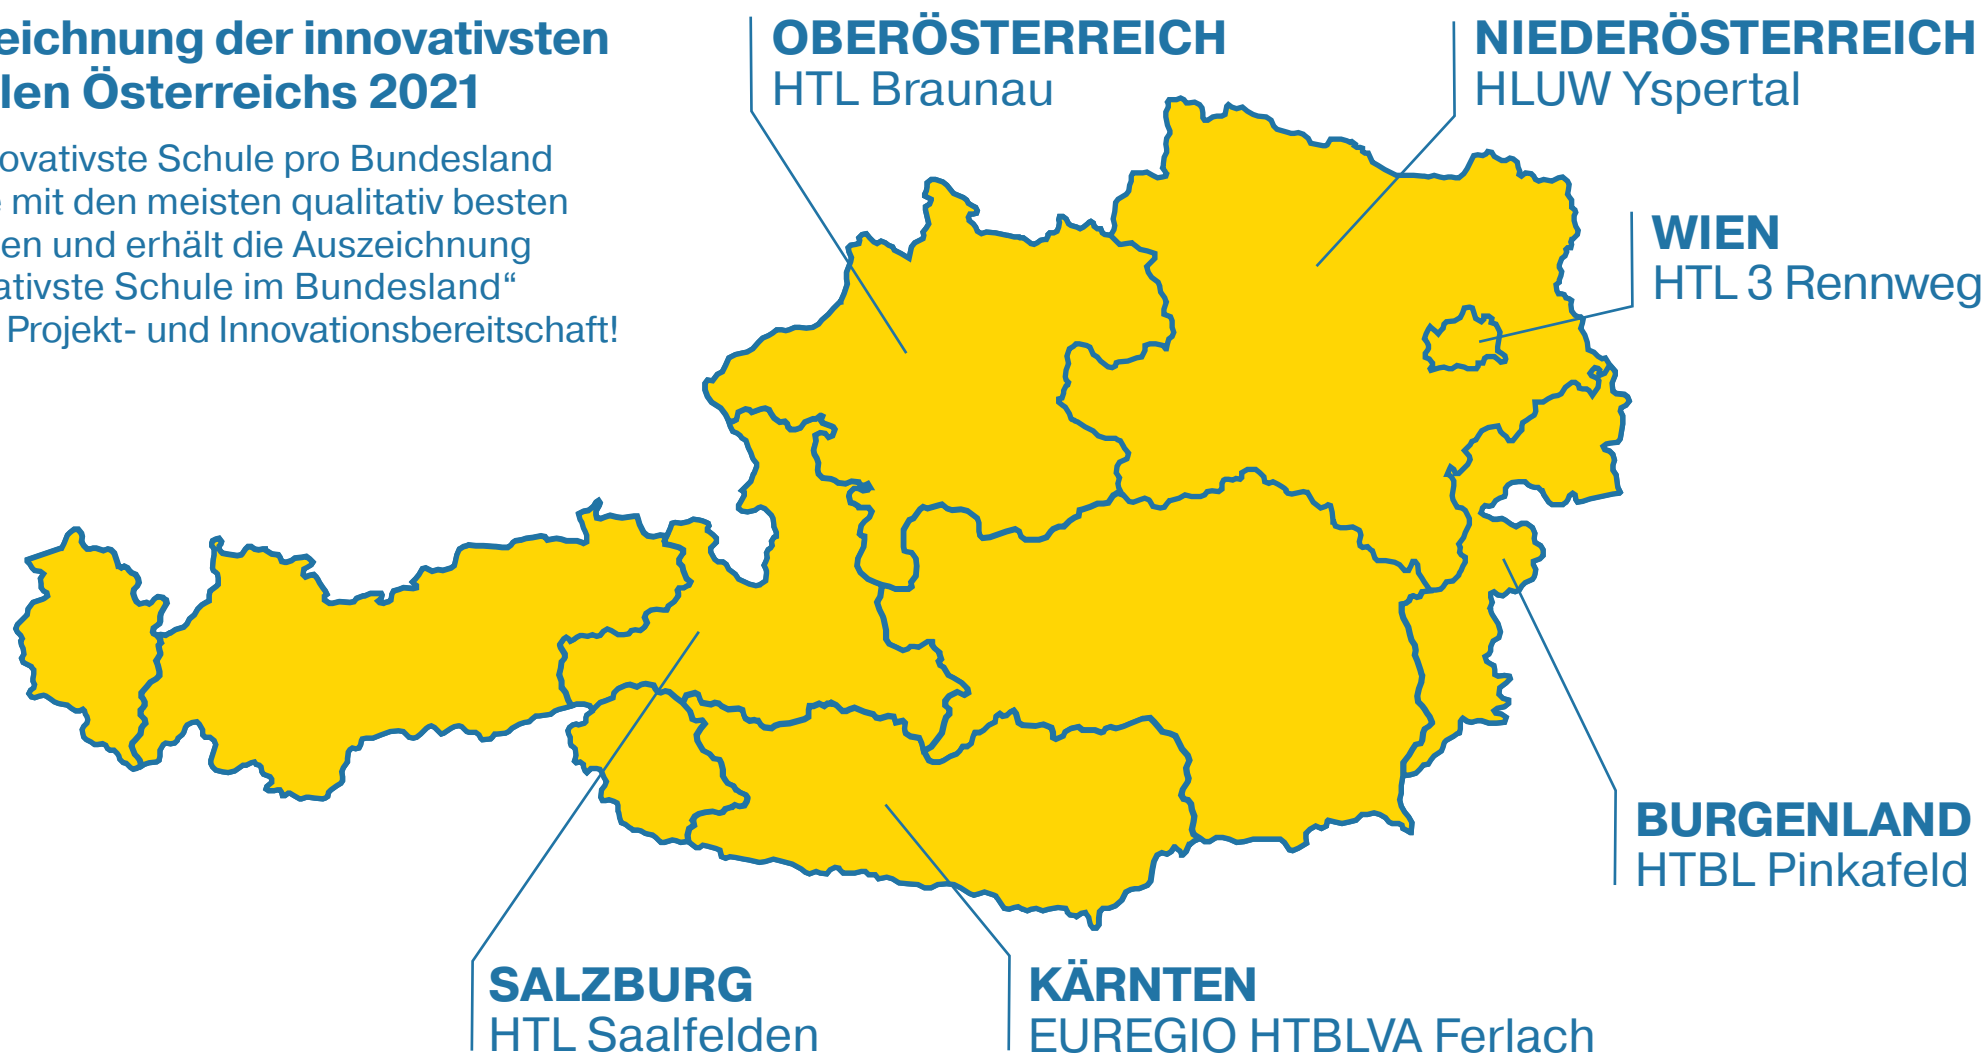 eichnung der innovativsten
len Österreichs 2021
ovativste Schule pro Bundesland
mit den meisten qualitativ besten
en und erhält die Auszeichnung
ativste Schule im Bundesland“
Projekt- und Innovationsbereitschaft!
OBERÖSTERREICH
HTL Braunau
NIEDERÖSTERREICH
HLUW Yspertal
WIEN
HTL 3 Rennweg
BURGENLAND
HTBL Pinkafeld
SALZBURG
HTL Saalfelden
KÄRNTEN
EUREGIO HTBLVA Ferlach